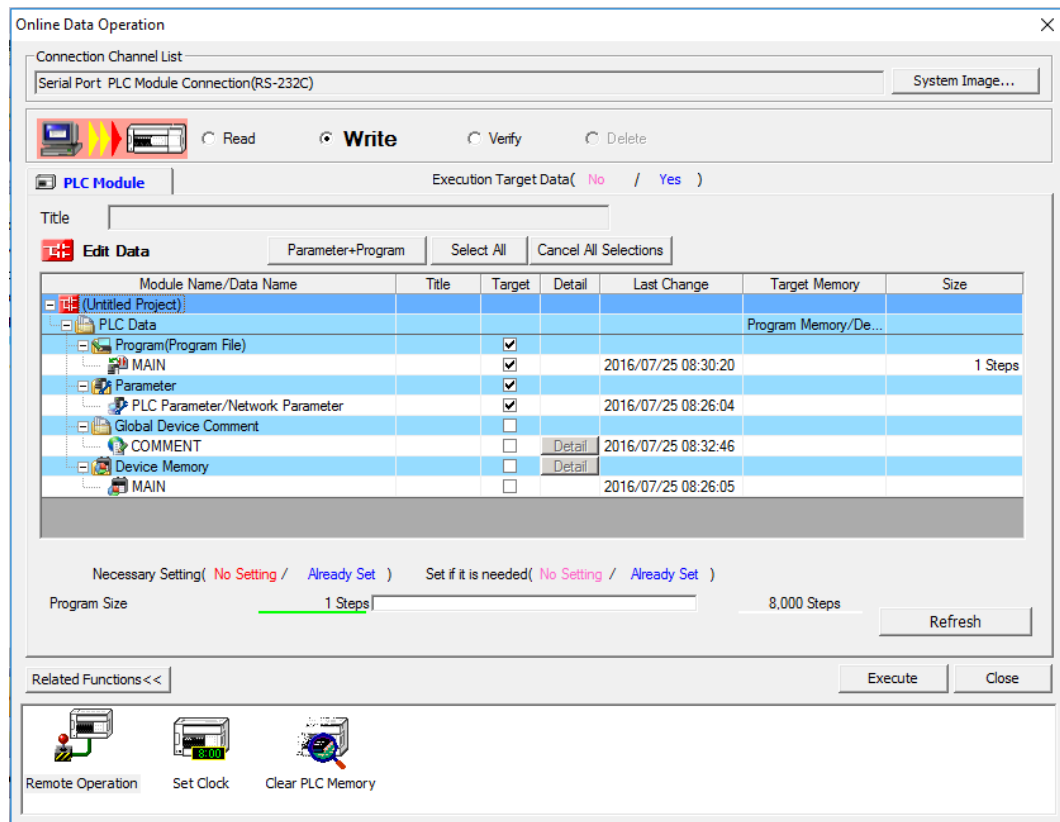 Online Data Operation
Connection Channel List
Serial Port PLC Module Connection(RS-232C)
System Image...
Read
Write
Verify
Delete
PLC Module
Execution Target Data( No / Yes )
Title
Edit Data
Parameter+Program
Select All
Cancel All Selections
Module Name/Data Name Title Target Detail Last Change Target Memory Size
(Untitled Project)
PLC Data Program Memory/De...
Program(Program File)
MAIN 2016/07/25 08:30:20 1 Steps
Parameter
PLC Parameter/Network Parameter 2016/07/25 08:26:04
Global Device Comment
COMMENT Detail 2016/07/25 08:32:46
Device Memory Detail
MAIN 2016/07/25 08:26:05
Necessary Setting( No Setting / Already Set ) Set if it is needed( No Setting / Already Set )
Program Size 1 Steps 8,000 Steps
Refresh
Related Functions<<
Execute
Close
8:00
Remote Operation
Set Clock
Clear PLC Memory